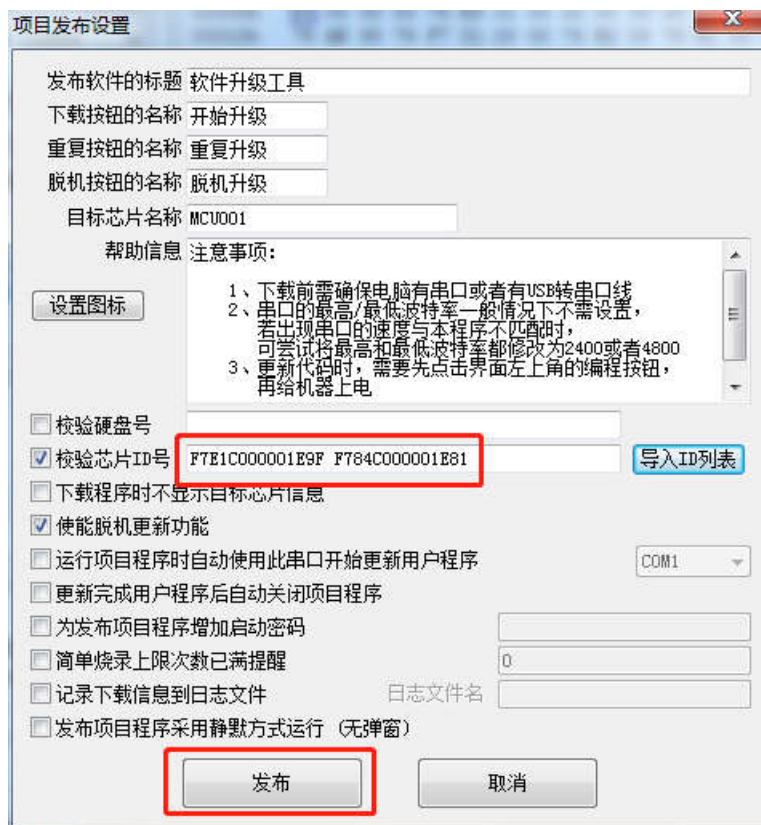 项目发布设置
发布软件的标题 软件升级工具
下载按钮的名称 开始升级
重复按钮的名称 重复升级
脱机按钮的名称 脱机升级
目标芯片名称 MCU001
帮助信息 注意事项：
1、下载前需确保电脑有串口或者有USB转串口线
设置图标
2、串口的最高/最低波特率一般情况下不需设置，
若出现串口的速度与本程序不匹配时，
可尝试将最高和最低波特率都修改为2400或者4800
3、更新代码时，需要先点击界面左上角的编程按钮，
再给机器上电
校验硬盘号
校验芯片ID号 F7E1C000001E9F F784C000001E81 导入ID列表
下载程序时不显示目标芯片信息
使能脱机更新功能
运行项目程序时自动使用此串口开始更新用户程序 COM1
更新完成用户程序后自动关闭项目程序
为发布项目程序增加启动密码
简单烧录上限次数已满提醒 0
记录下载信息到日志文件 日志文件名
发布项目程序采用静默方式运行（无弹窗）
发布 取消